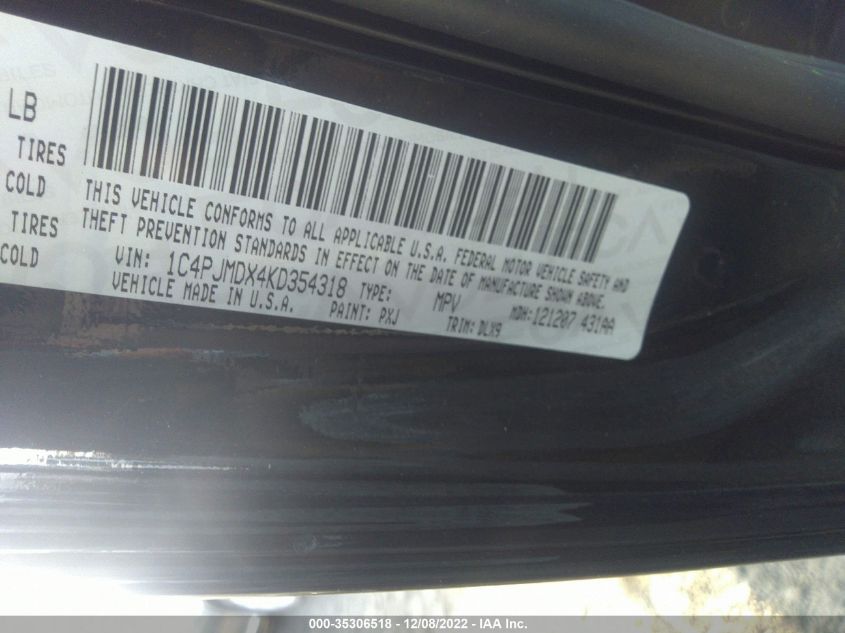 LB
TIRES
COLD
TIRES
COLD
THIS VEHICLE CONFORMS TO ALL APPLICABLE U.S.A. FEDERAL MOTOR VEHICLE SAFETY AND
THEFT PREVENTION STANDARDS IN EFFECT ON THE DATE OF MANUFACTURE SHOWN ABOVE.
VIN: 1C4PJMDX4KD354318 TYPE: MPV MDH:121207 431AA
VEHICLE MADE IN U.S.A. PAINT: PXJ TRIM: DLX9
000-35306518 - 12/08/2022 - IAA Inc.